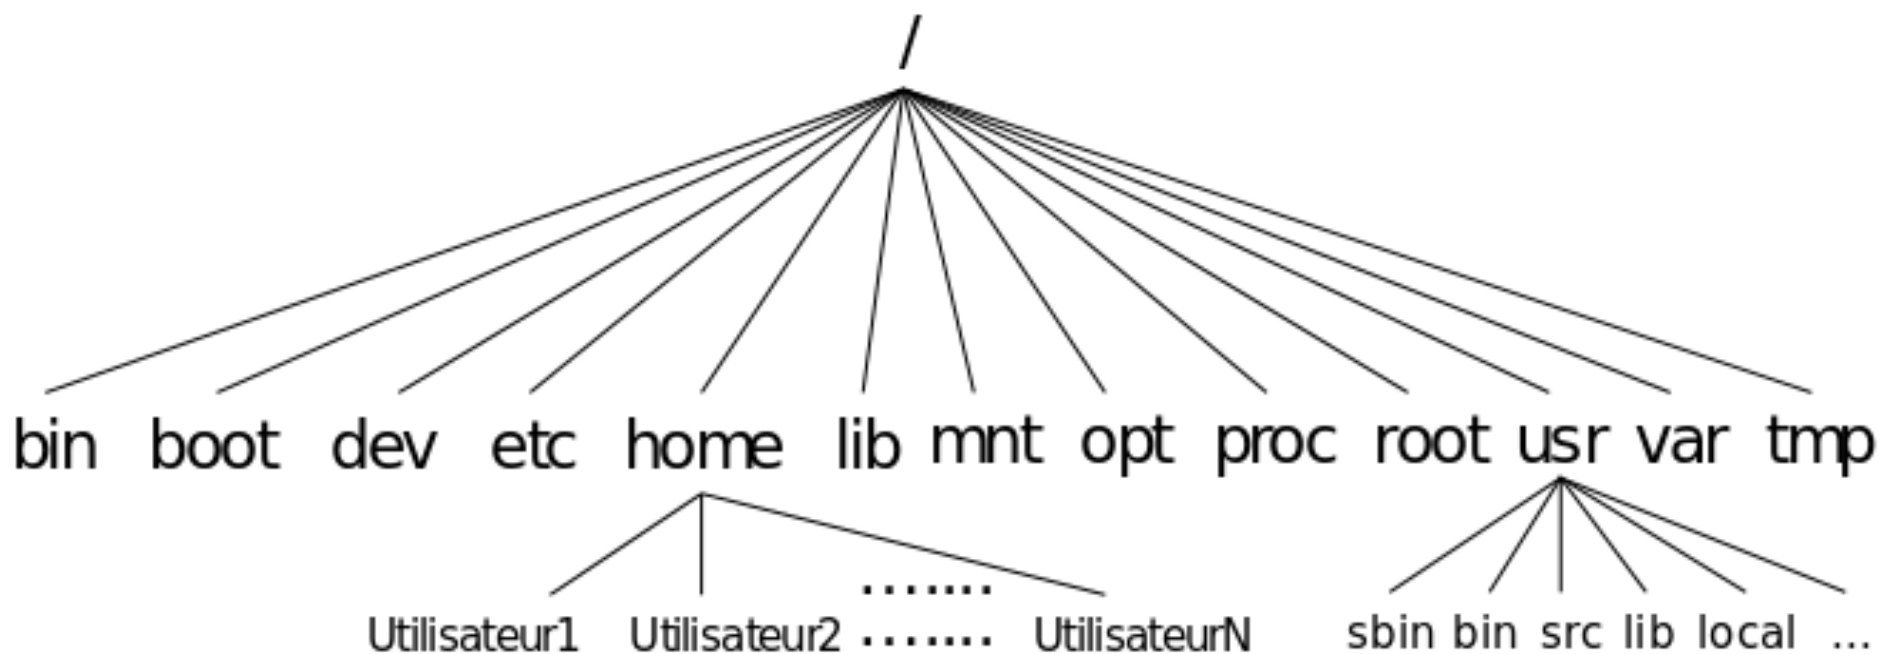 /
bin boot dev etc home lib mnt opt proc root usr var tmp
.......
Utilisateur1 Utilisateur2 ....... UtilisateurN sbin bin src lib local ...